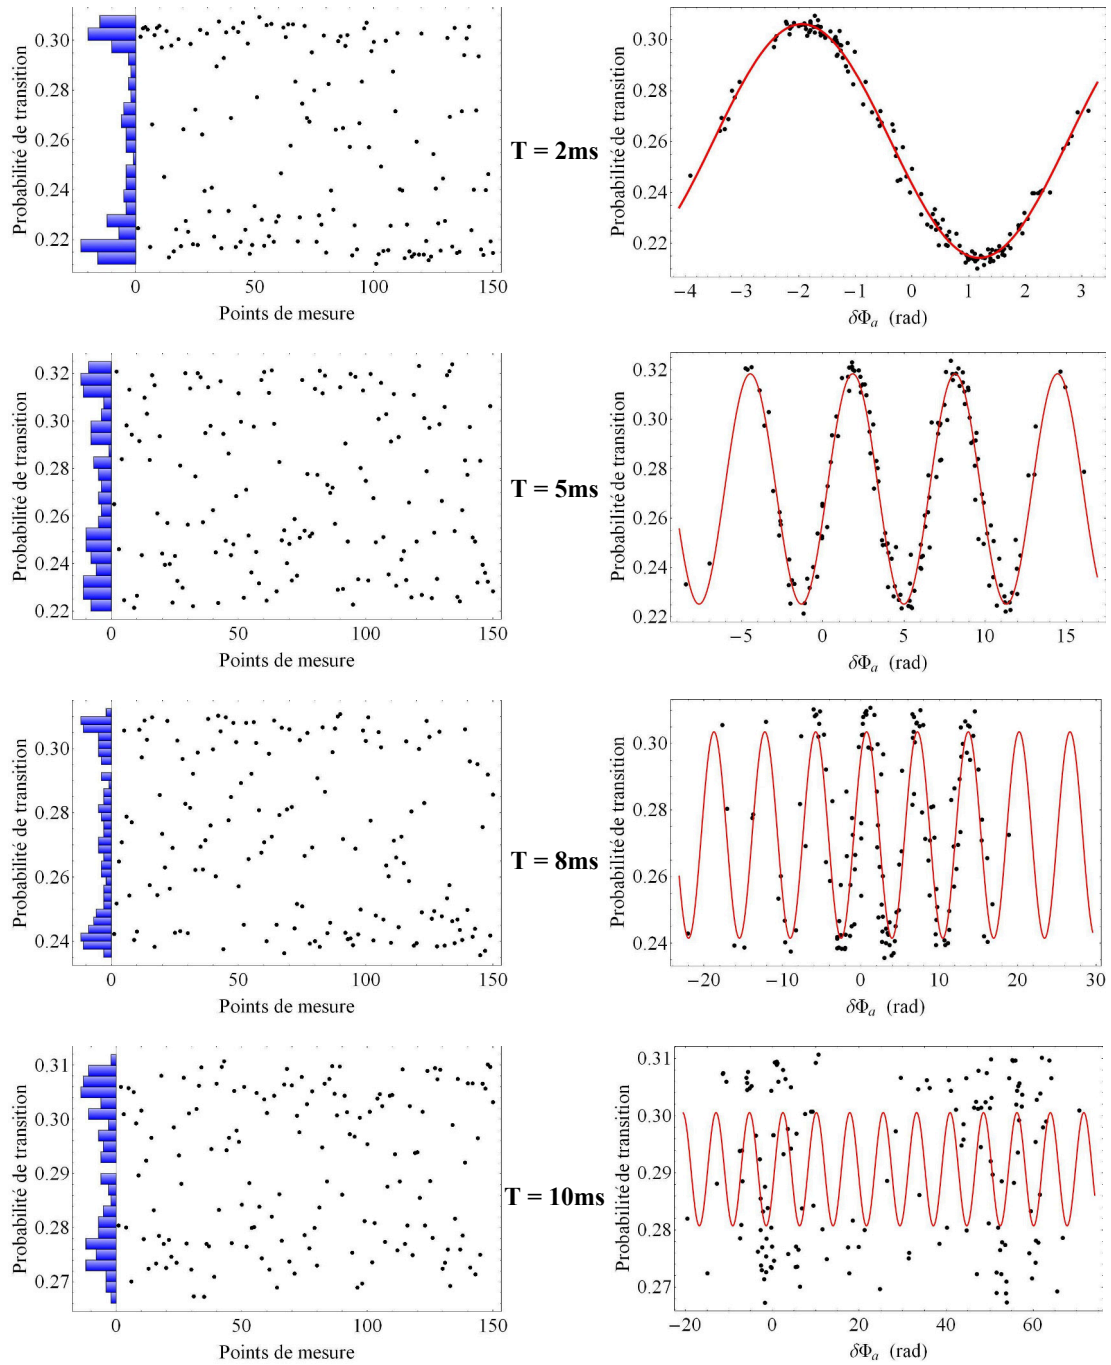 0.30
0.28
0.26
0.24
0.22
Probabilité de transition
0 50 100 150
Points de mesure
T = 2ms
0.30
0.28
0.26
0.24
0.22
Probabilité de transition
−4 −3 −2 −1 0 1 2 3
δΦa (rad)
0.32
0.30
0.28
0.26
0.24
0.22
Probabilité de transition
0 50 100 150
Points de mesure
T = 5ms
0.32
0.30
0.28
0.26
0.24
0.22
Probabilité de transition
−5 0 5 10 15
δΦa (rad)
0.30
0.28
0.26
0.24
Probabilité de transition
0 50 100 150
Points de mesure
T = 8ms
0.30
0.28
0.26
0.24
Probabilité de transition
−20 −10 0 10 20 30
δΦa (rad)
0.31
0.30
0.29
0.28
0.27
Probabilité de transition
0 50 100 150
Points de mesure
T = 10ms
0.31
0.30
0.29
0.28
0.27
Probabilité de transition
−20 0 20 40 60
δΦa (rad)